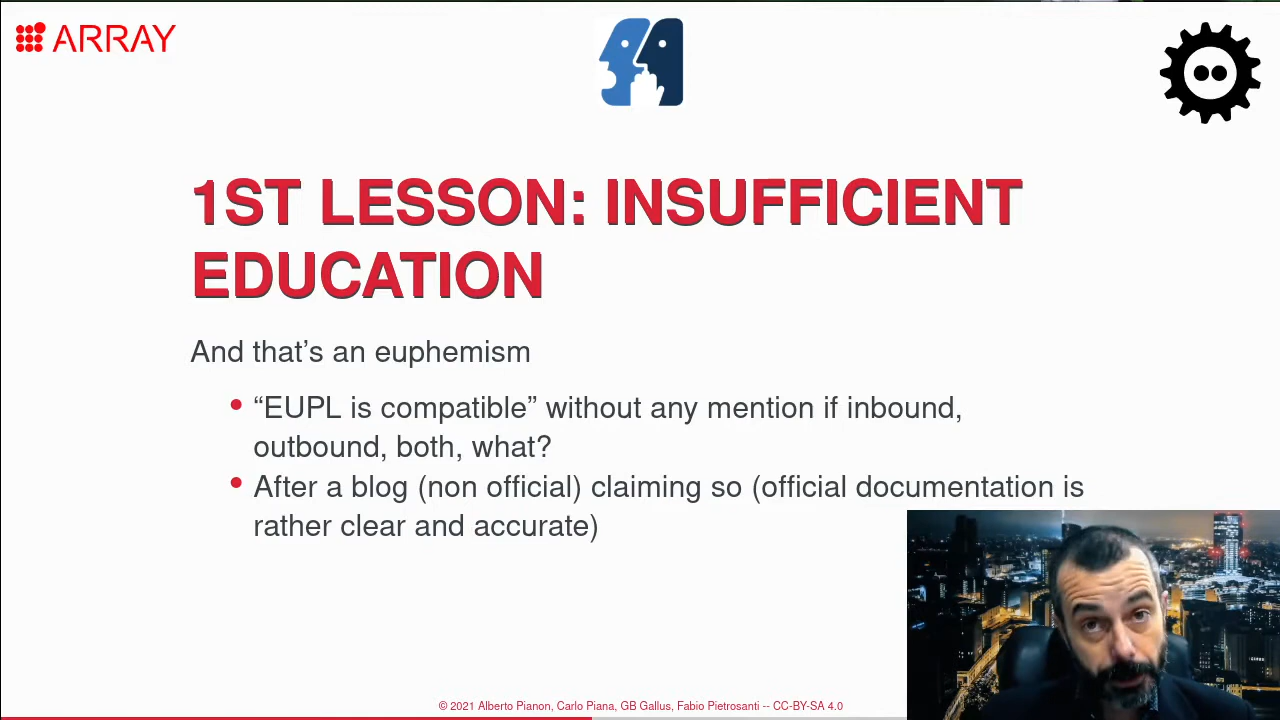 ARRAY
1ST LESSON: INSUFFICIENT
EDUCATION
And that’s an euphemism
“EUPL is compatible” without any mention if inbound,
outbound, both, what?
After a blog (non official) claiming so (official documentation is
rather clear and accurate)
© 2021 Alberto Pianon, Carlo Piana, GB Gallus, Fabio Pietrosanti -- CC-BY-SA 4.0